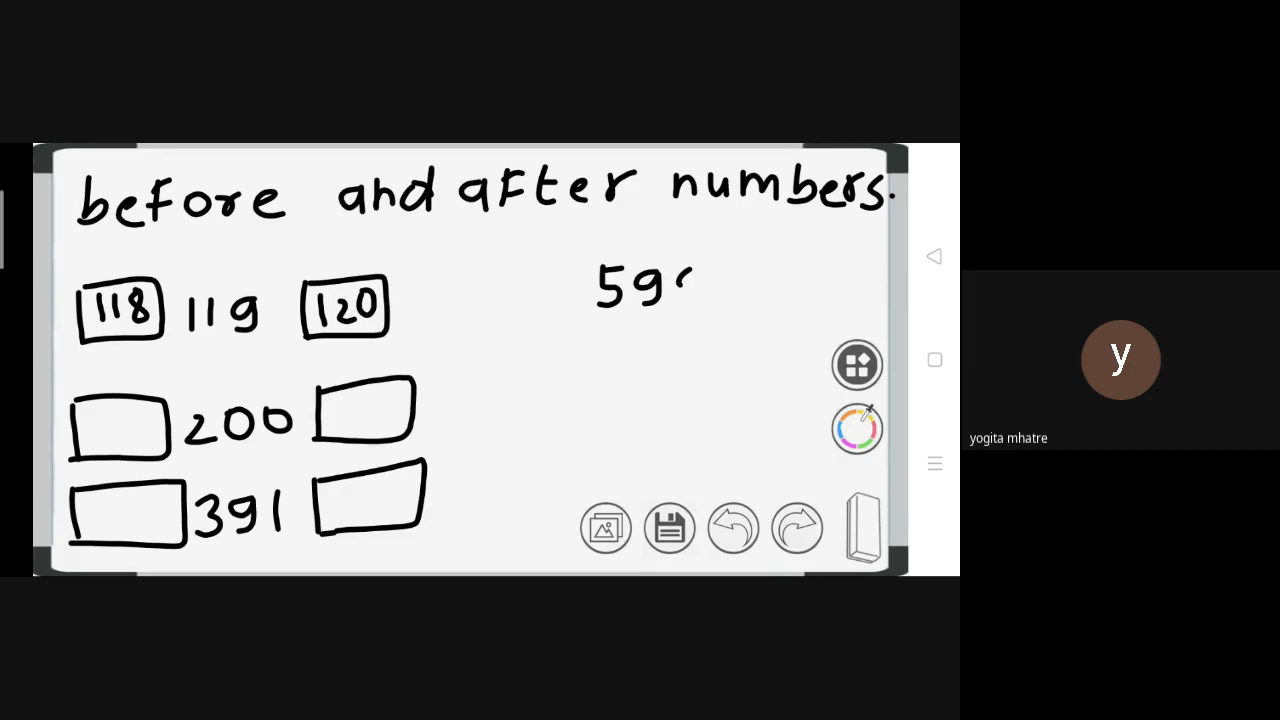 before and after numbers.
118 119 120
59
200
391
y
yogita mhatre